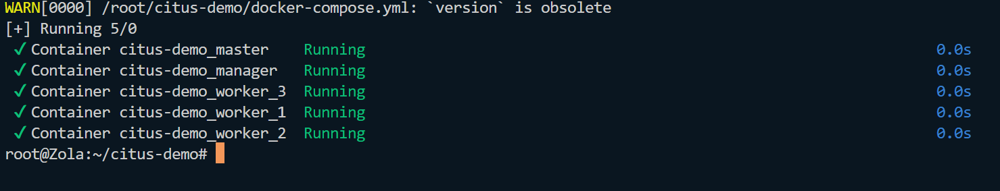 WARN[0000] /root/citus-demo/docker-compose.yml: `version` is obsolete
[+] Running 5/0
✓ Container citus-demo_master Running 0.0s
✓ Container citus-demo_manager Running 0.0s
✓ Container citus-demo_worker_3 Running 0.0s
✓ Container citus-demo_worker_1 Running 0.0s
✓ Container citus-demo_worker_2 Running 0.0s
root@Zola:~/citus-demo#